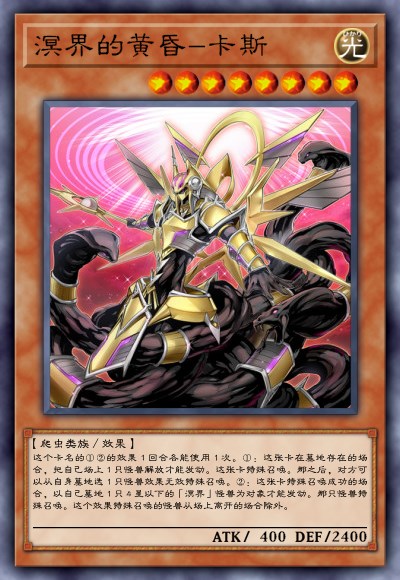 溟界的黄昏-卡斯
ひかり
光
【爬虫类族/效果】
这个卡名的①②的效果1回合各能使用1次。①：这张卡在墓地存在的场
合，把自己场上1只怪兽解放才能发动。这张卡特殊召唤。那之后，对方可
以从自身墓地选1只怪兽效果无效特殊召唤。②：这张卡特殊召唤成功的场
合，以自己墓地1只4星以下的「溟界」怪兽为对象才能发动。那只怪兽特
殊召唤。这个效果特殊召唤的怪兽从场上离开的场合除外。
ATK/ 400 DEF/2400